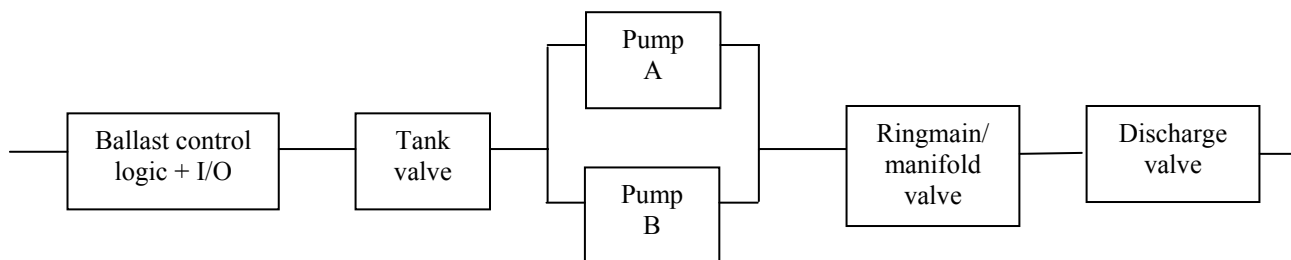 Ballast control
logic + I/O
Tank
valve
Pump
A
Pump
B
Ringmain/
manifold
valve
Discharge
valve